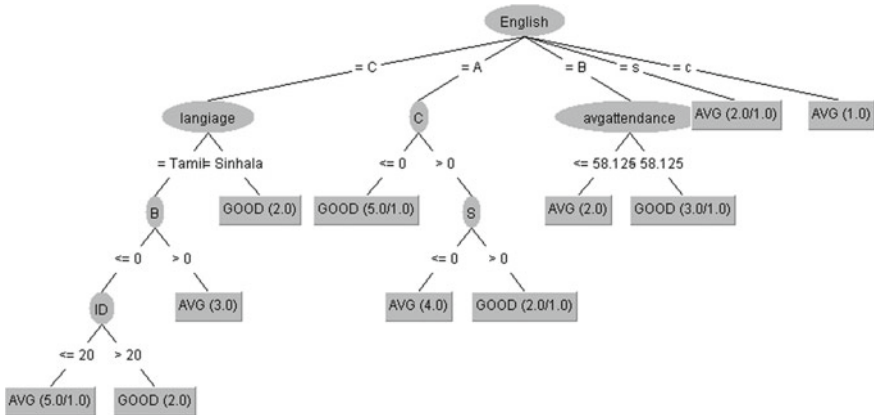 English
= C = A = B = s = c
langiage C avgattendance AVG (2.0/1.0) AVG (1.0)
= Tamil = Sinhala <= 0 > 0 <= 58.125 58.125
B GOOD (2.0) GOOD (5.0/1.0) S AVG (2.0) GOOD (3.0/1.0)
<= 0 > 0 <= 0 > 0
ID AVG (3.0) AVG (4.0) GOOD (2.0/1.0)
<= 20 > 20
AVG (5.0/1.0) GOOD (2.0)